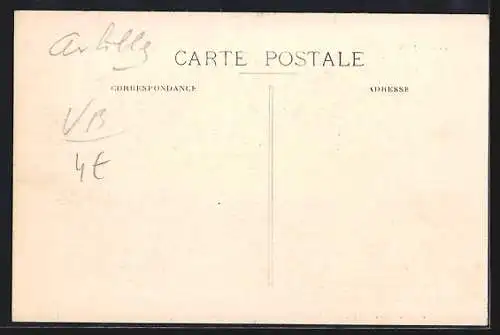 CARTE POSTALE
CORRESPONDANCE
ADRESSE
VB
4€